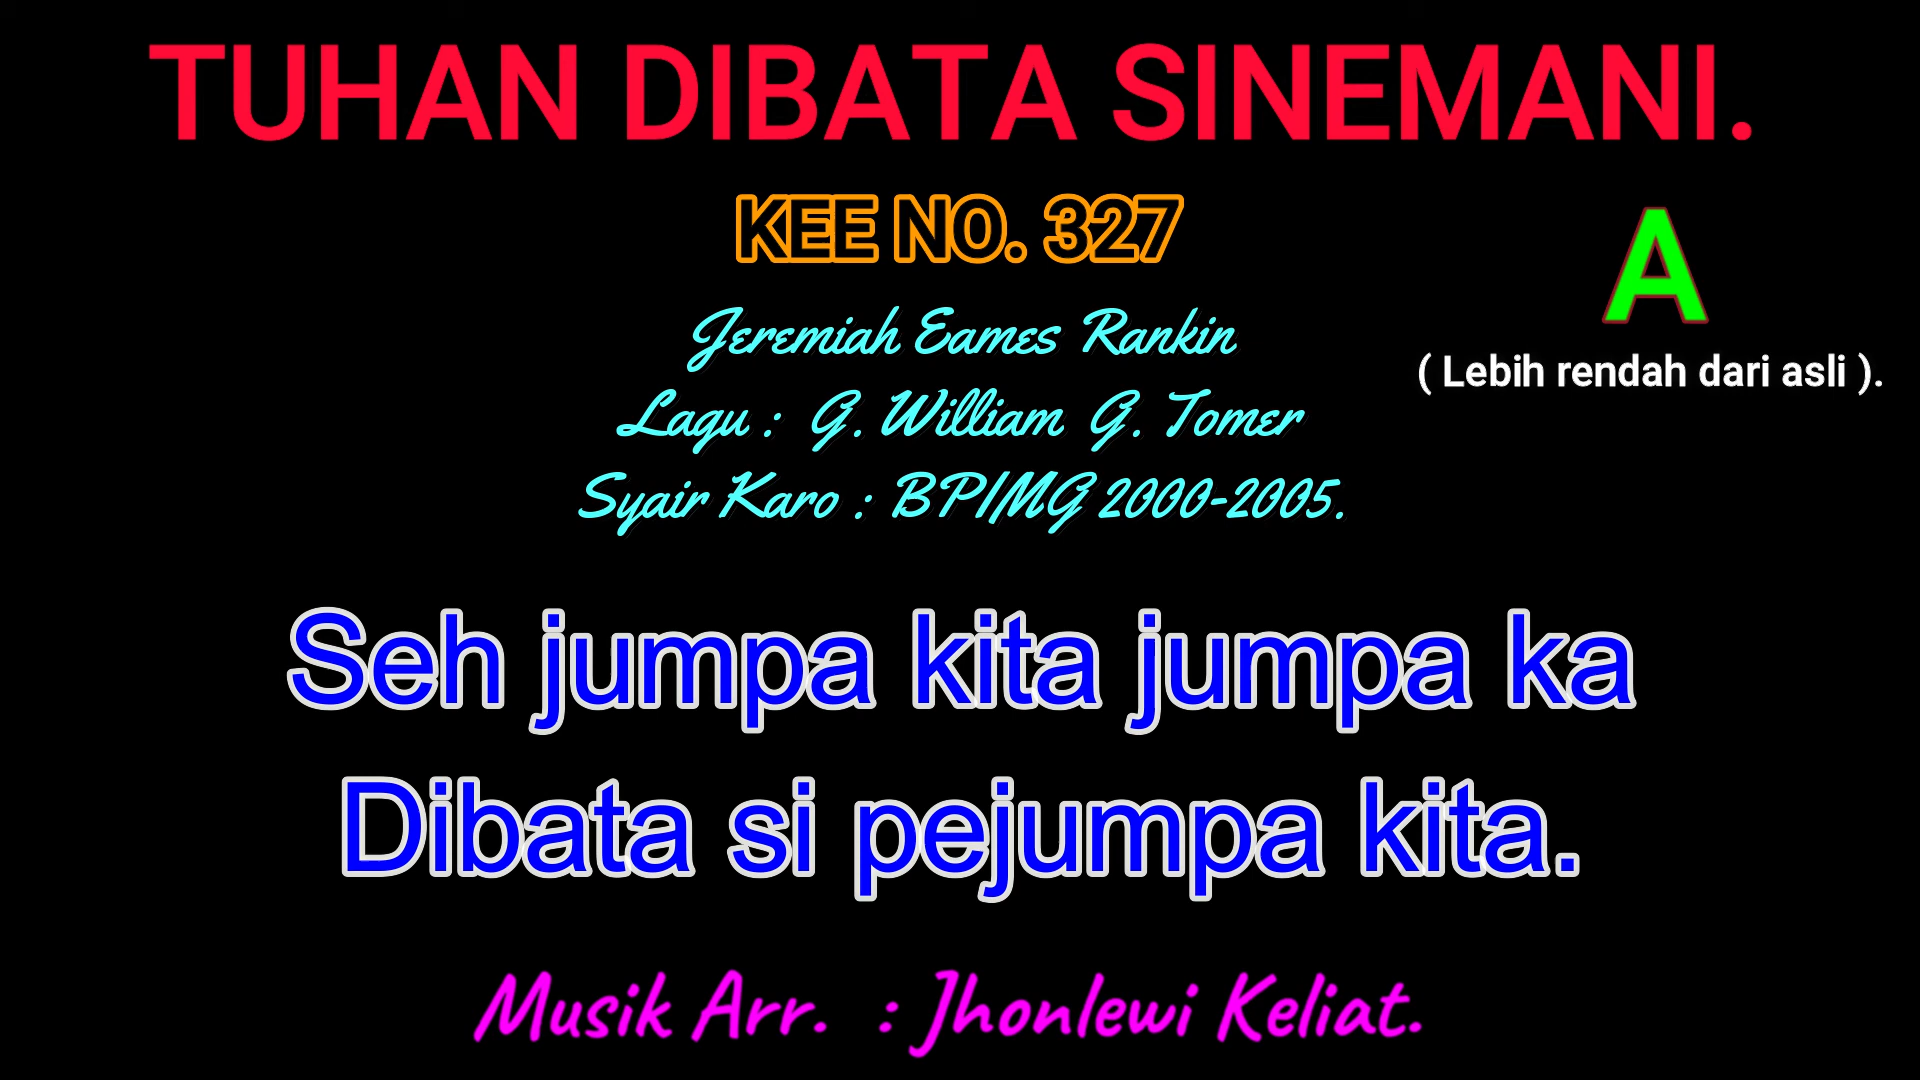 TUHAN DIBATA SINEMANI.
KEE NO. 327
A
Jeremiah Eames Rankin
( Lebih rendah dari asli ).
Lagu : G. William G. Tomer
Syair Karo : BPIMG 2000-2005.
Seh jumpa kita jumpa ka
Dibata si pejumpa kita.
Musik Arr. : Jhonlewi Keliat.